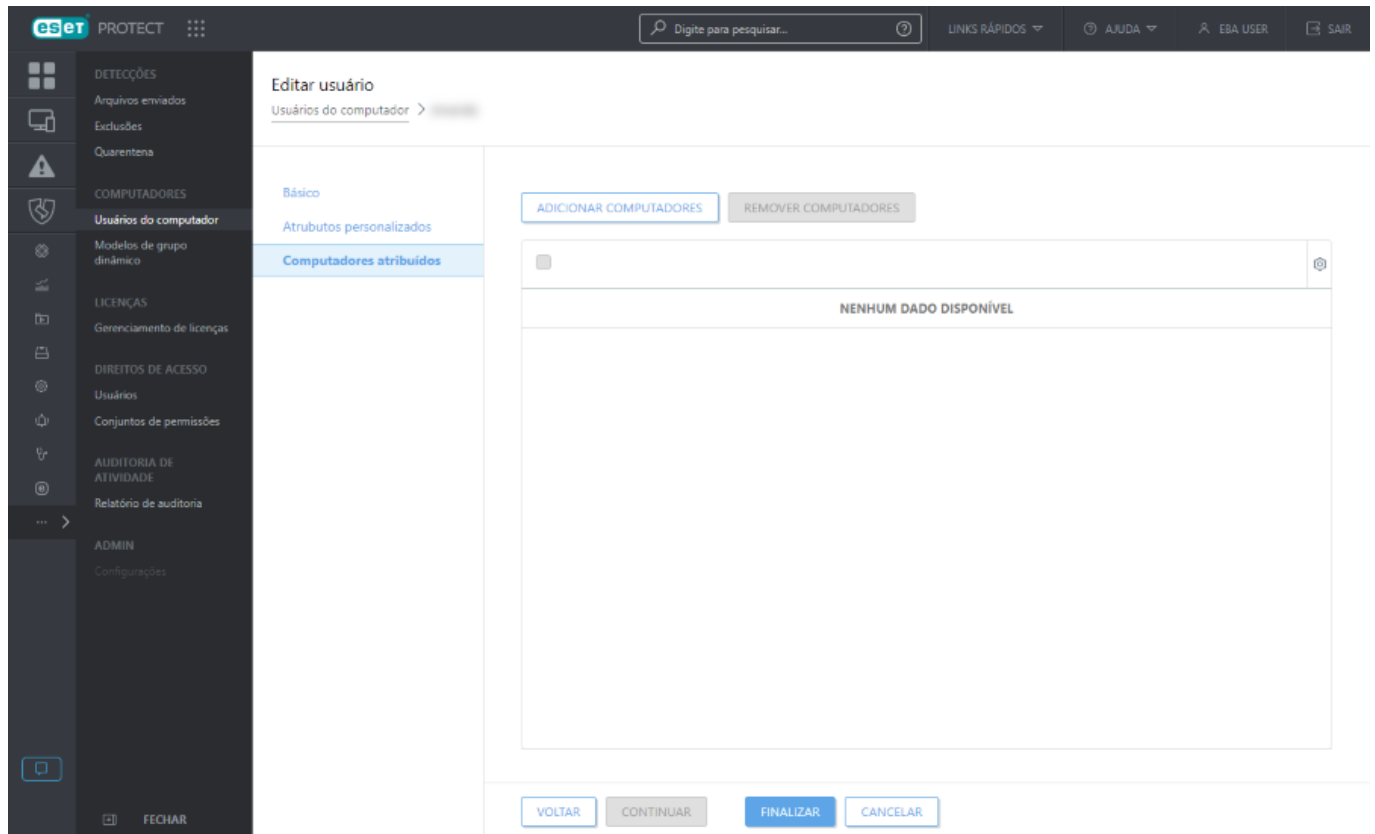 eset PROTECT
Digite para pesquisar...
LINKS RÁPIDOS
AJUDA
EBA USER
SAIR
DETECÇÕES
Arquivos enviados
Exclusões
Quarentena
COMPUTADORES
Usuários do computador
Modelos de grupo
dinâmico
LICENÇAS
Gerenciamento de licenças
DIREITOS DE ACESSO
Usuários
Conjuntos de permissões
AUDITORIA DE
ATIVIDADE
Relatório de auditoria
ADMIN
Configurações
FECHAR
Editar usuário
Usuários do computador >
Básico
Atrubutos personalizados
Computadores atribuídos
ADICIONAR COMPUTADORES
REMOVER COMPUTADORES
NENHUM DADO DISPONÍVEL
VOLTAR
CONTINUAR
FINALIZAR
CANCELAR